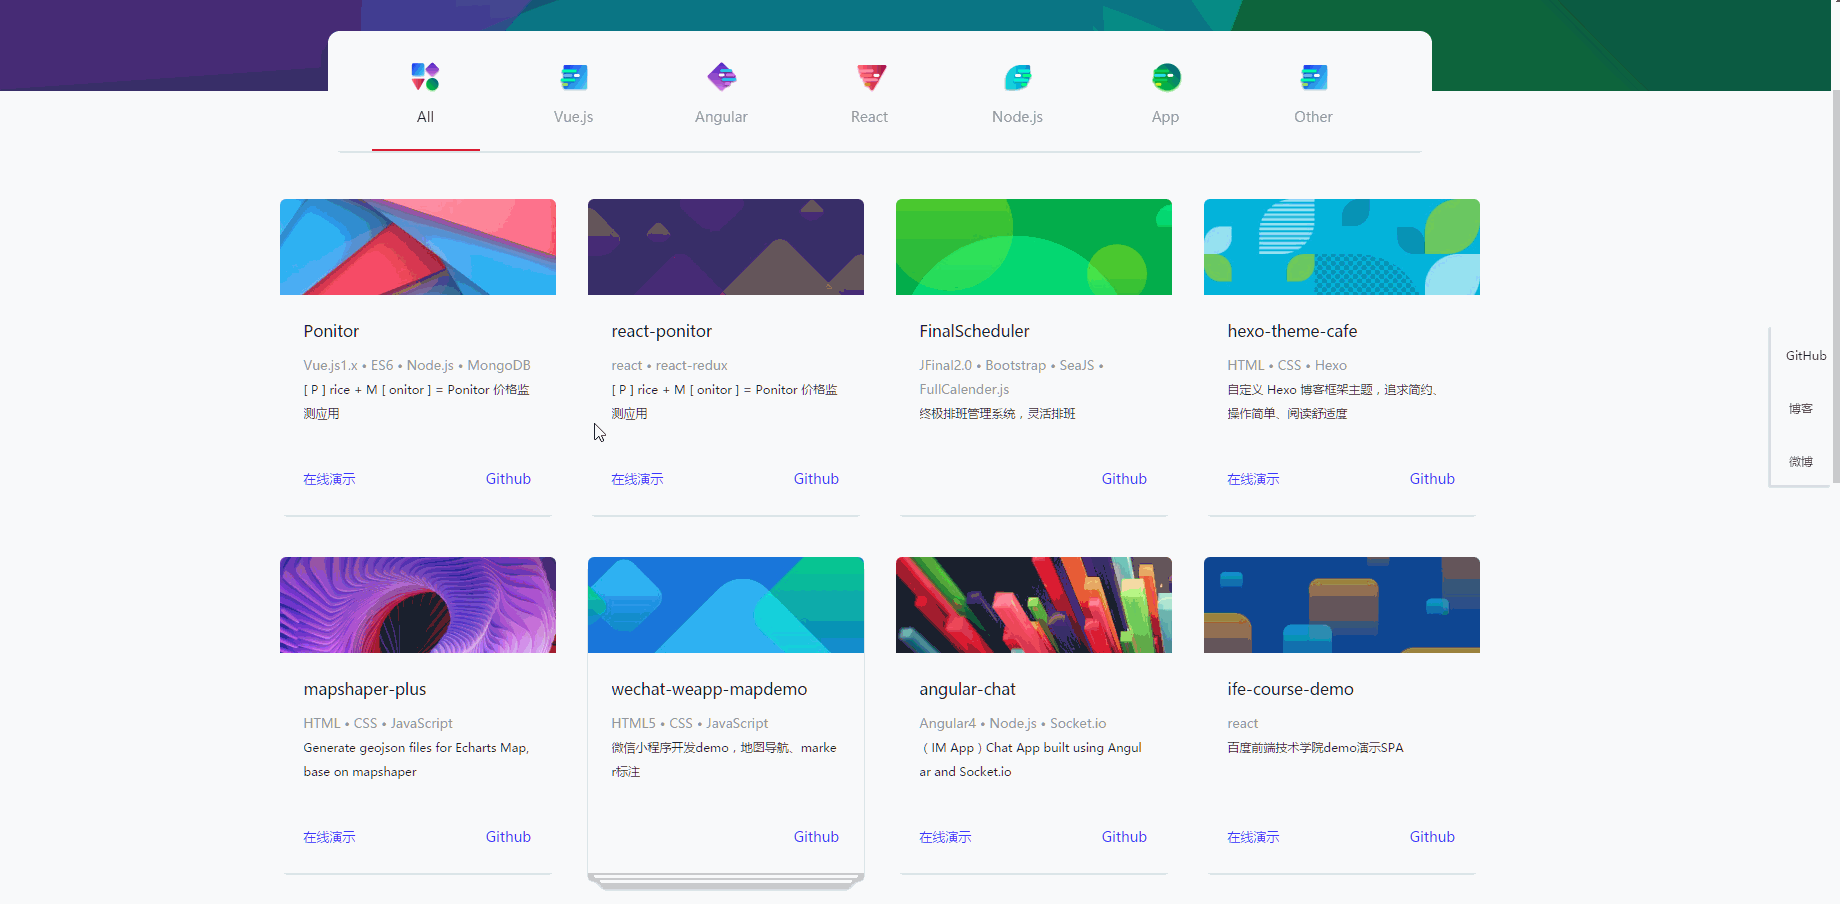 All
Vue.js
Angular
React
Node.js
App
Other
Ponitor
Vue.js1.x • ES6 • Node.js • MongoDB
[ P ] rice + M [ onitor ] = Ponitor 价格监
测应用
在线演示
Github
react-ponitor
react • react-redux
[ P ] rice + M [ onitor ] = Ponitor 价格监
测应用
在线演示
Github
FinalScheduler
JFinal2.0 • Bootstrap • SeaJS •
FullCalender.js
终极排班管理系统，灵活排班
Github
hexo-theme-cafe
HTML • CSS • Hexo
自定义 Hexo 博客框架主题，追求简约、
操作简单、阅读舒适度
在线演示
Github
GitHub
博客
微博
mapshaper-plus
HTML • CSS • JavaScript
Generate geojson files for Echarts Map,
base on mapshaper
在线演示
Github
wechat-weapp-mapdemo
HTML5 • CSS • JavaScript
微信小程序开发demo，地图导航、marke
r标注
Github
angular-chat
Angular4 • Node.js • Socket.io
（ IM App ) Chat App built using Angul
ar and Socket.io
在线演示
Github
ife-course-demo
react
百度前端技术学院demo演示SPA
在线演示
Github